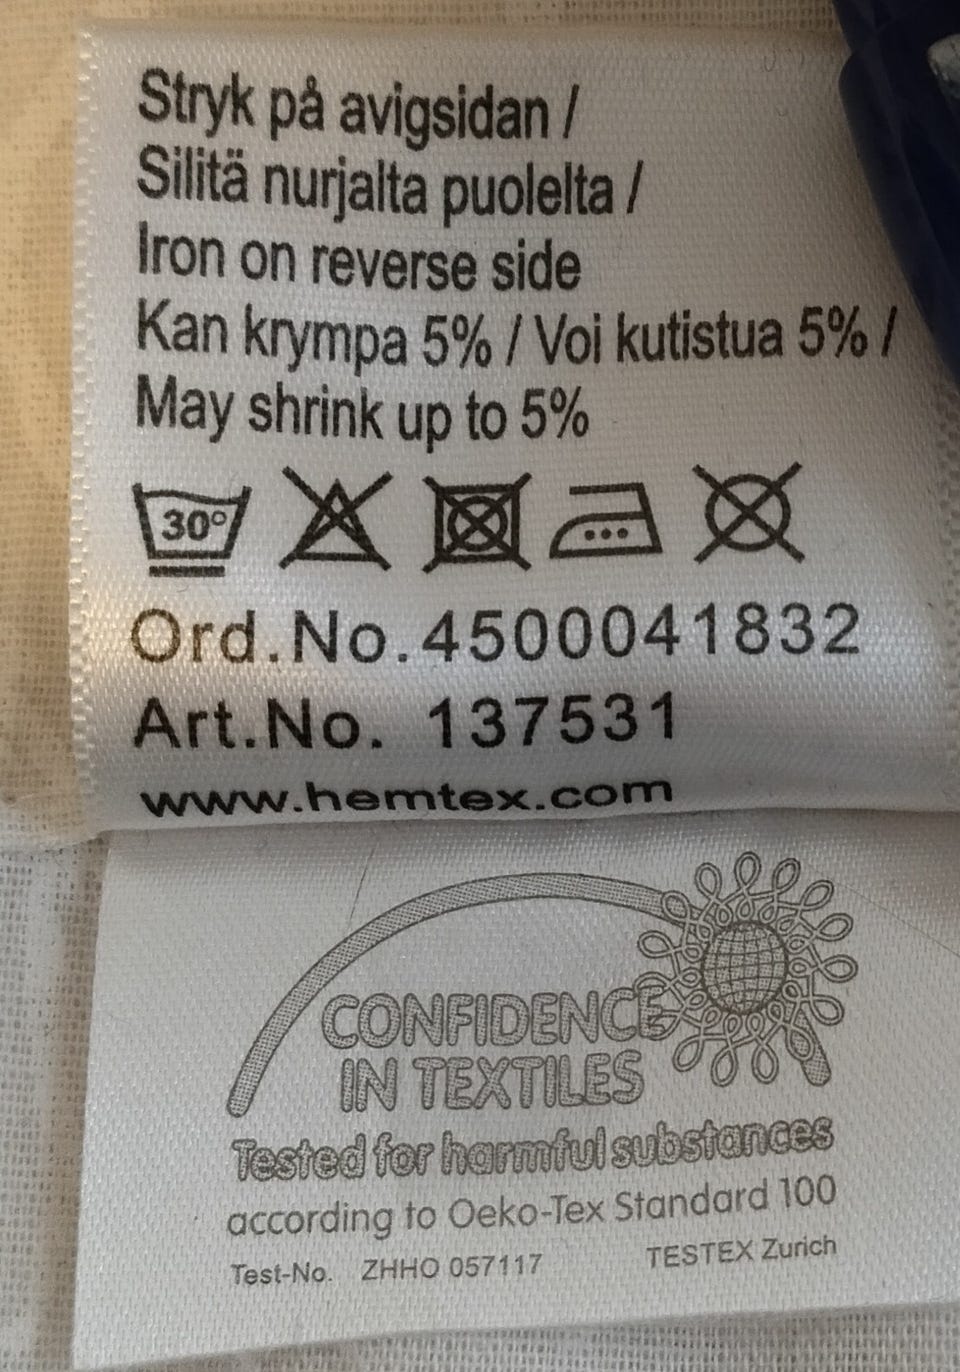 Stryk på avigsidan /
Silitä nurjalta puolelta /
Iron on reverse side
Kan krympa 5% / Voi kutistua 5% /
May shrink up to 5%
30°
Ord.No.4500041832
Art.No. 137531
www.hemtex.com
CONFIDENCE
IN TEXTILES
Tested for harmful substances
according to Oeko-Tex Standard 100
Test-No. ZHHO 057117 TESTEX Zurich